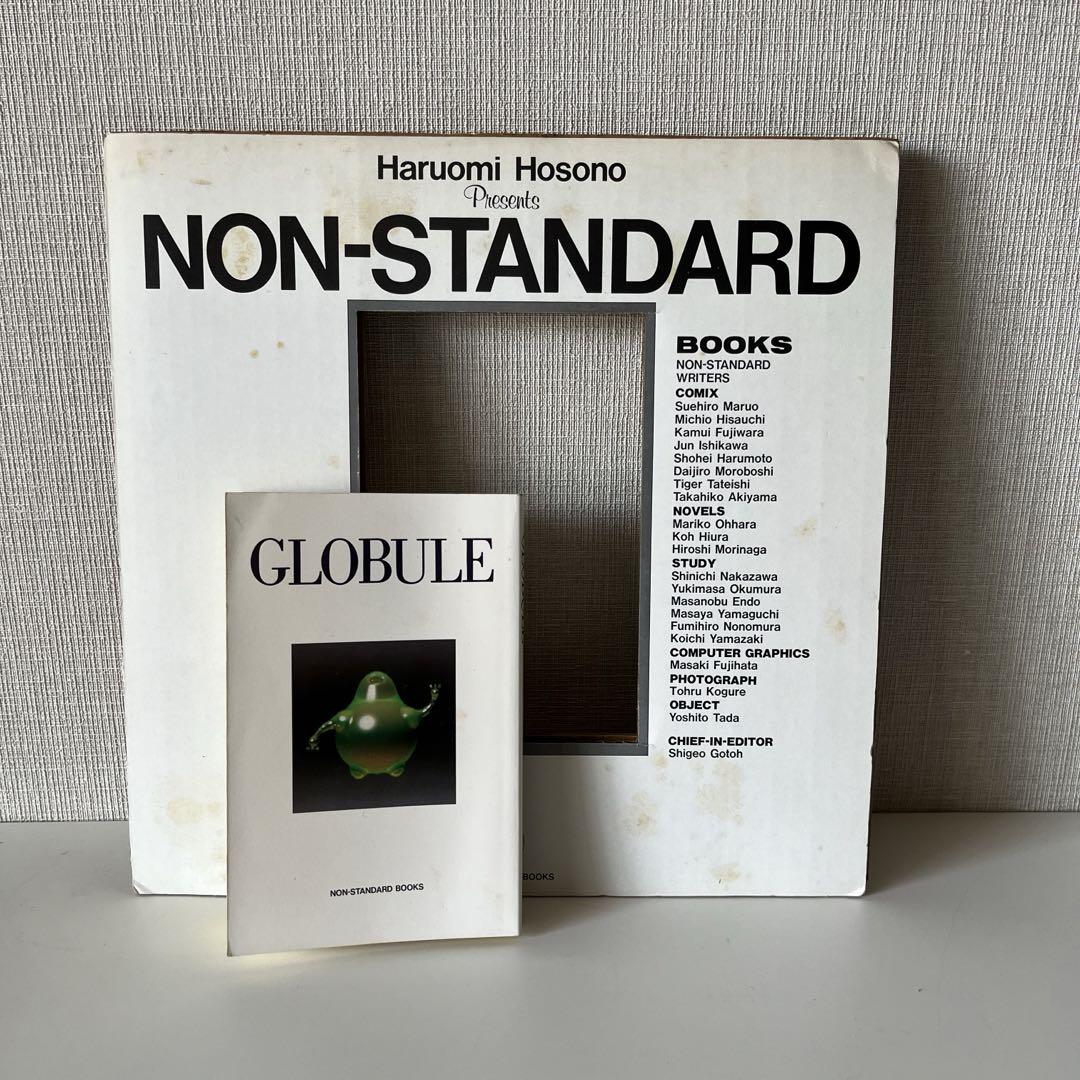 Haruomi Hosono
Presents
NON-STANDARD
BOOKS
NON-STANDARD
WRITERS
COMIX
Suehiro Maruo
Michio Hisauchi
Kamui Fujiwara
Jun Ishikawa
Shohei Harumoto
Daijiro Moroboshi
Tiger Tateishi
Takahiko Akiyama
NOVELS
Mariko Ohhara
Koh Hiura
Hiroshi Morinaga
STUDY
Shinichi Nakazawa
Yukimasa Okumura
Masanobu Endo
Masaya Yamaguchi
Fumihiro Nonomura
Koichi Yamazaki
COMPUTER GRAPHICS
Masaki Fujihata
PHOTOGRAPH
Tohru Kogure
OBJECT
Yoshito Tada
CHIEF-IN-EDITOR
Shigeo Gotoh
BOOKS
GLOBULE
NON-STANDARD BOOKS